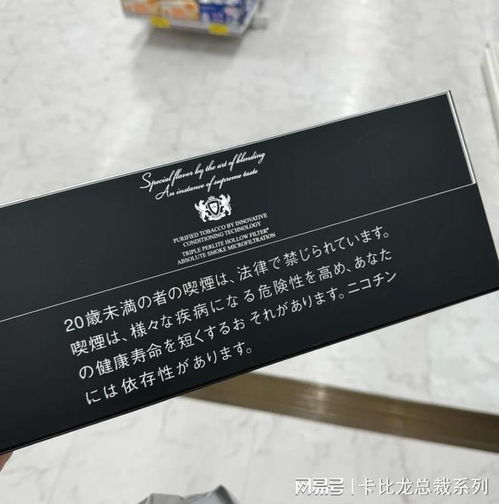 Special flavor by the art of blending
An instance of supreme taste
PURIFIED TOBACCO BY INNOVATIVE
CONDITIONING TECHNOLOGY
TRIPLE PERLITE HOLLOW FILTER®
ABSOLUTE SMOKE MICROFILTRATION
20歳未満の者の喫煙は、法律で禁じられています。
喫煙は、様々な疾病になる危険性を高め、あなた
の健康寿命を短くするお それがあります。ニコチン
には依存性があります。
网易号 | 卡比龙总裁系列